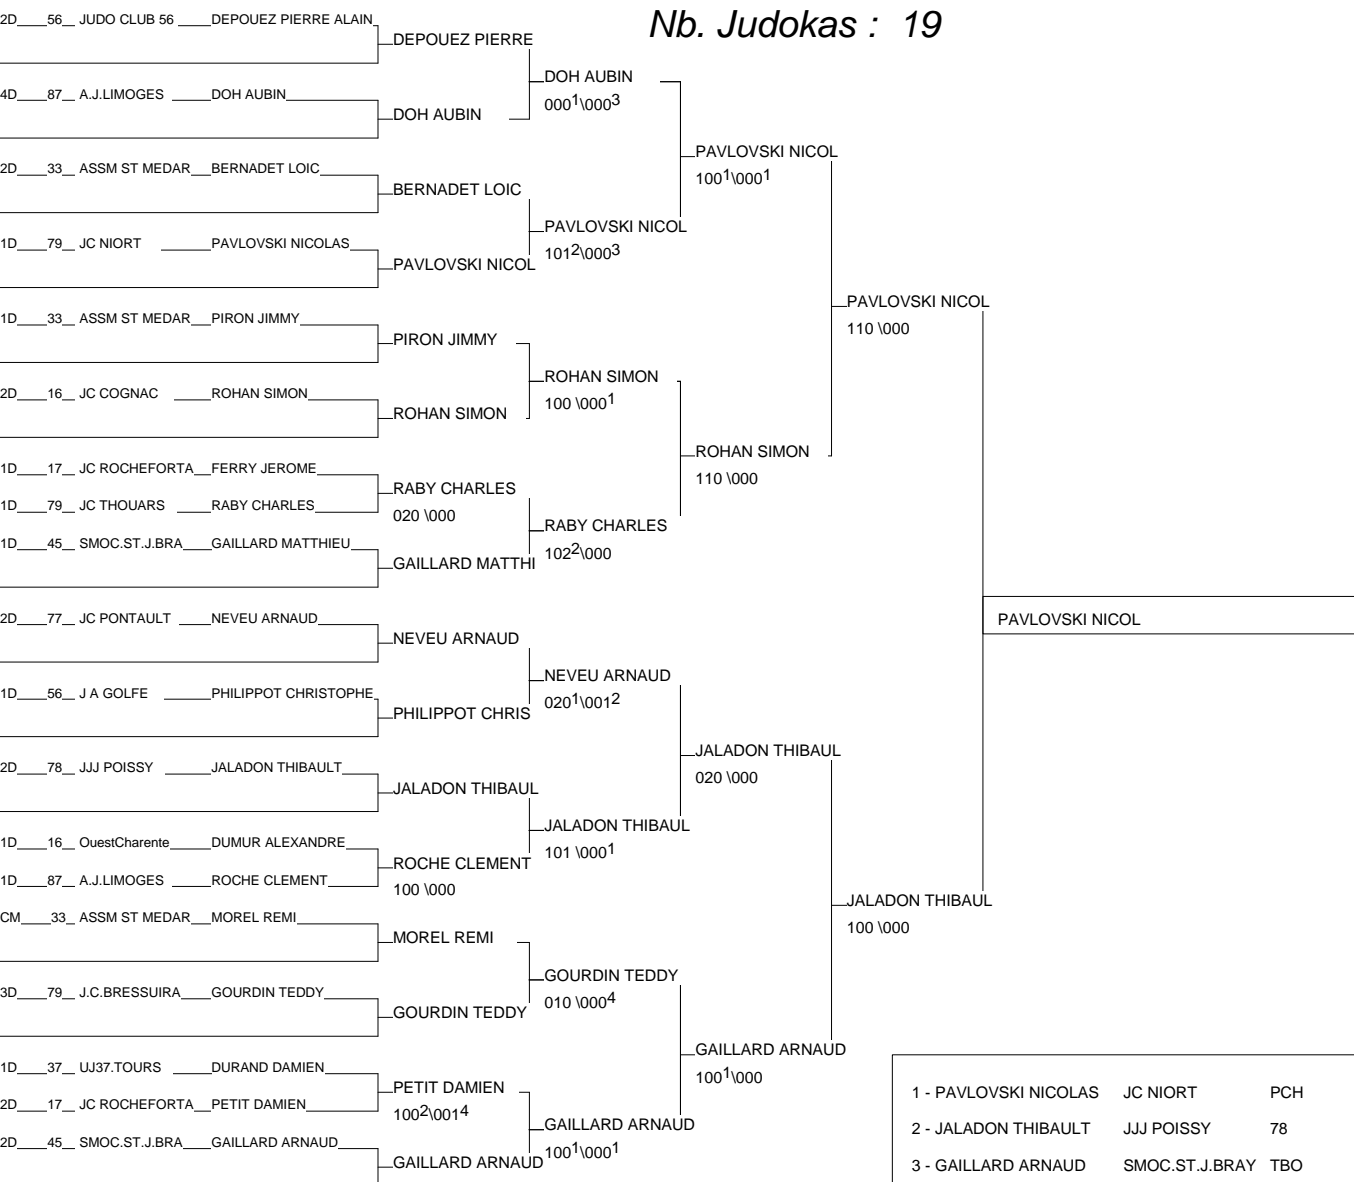 Nb. Judokas : 19
2D 56 JUDO CLUB 56 DEPOUEZ PIERRE ALAIN
DEPOUEZ PIERRE
DOH AUBIN
0001\0003
4D 87 A.J.LIMOGES DOH AUBIN
DOH AUBIN
PAVLOVSKI NICOL
1001\0001
2D 33 ASSM ST MEDAR BERNADET LOIC
BERNADET LOIC
PAVLOVSKI NICOL
1012\0003
1D 79 JC NIORT PAVLOVSKI NICOLAS
PAVLOVSKI NICOL
PAVLOVSKI NICOL
110 \000
1D 33 ASSM ST MEDAR PIRON JIMMY
PIRON JIMMY
ROHAN SIMON
100 \0001
2D 16 JC COGNAC ROHAN SIMON
ROHAN SIMON
ROHAN SIMON
110 \000
1D 17 JC ROCHEFORTA FERRY JEROME
RABY CHARLES
020 \000
1D 79 JC THOUARS RABY CHARLES
RABY CHARLES
1022\000
1D 45 SMOC.ST.J.BRA GAILLARD MATTHIEU
GAILLARD MATTHI
PAVLOVSKI NICOL
2D 77 JC PONTAULT NEVEU ARNAUD
NEVEU ARNAUD
NEVEU ARNAUD
0201\0012
1D 56 J A GOLFE PHILIPPOT CHRISTOPHE
PHILIPPOT CHRIS
JALADON THIBAUL
020 \000
2D 78 JJJ POISSY JALADON THIBAULT
JALADON THIBAUL
JALADON THIBAUL
101 \0001
1D 16 OuestCharente DUMUR ALEXANDRE
ROCHE CLEMENT
100 \000
1D 87 A.J.LIMOGES ROCHE CLEMENT
JALADON THIBAUL
100 \000
CM 33 ASSM ST MEDAR MOREL REMI
MOREL REMI
GOURDIN TEDDY
010 \0004
3D 79 J.C.BRESSUIRA GOURDIN TEDDY
GOURDIN TEDDY
GAILLARD ARNAUD
1001\000
1D 37 UJ37.TOURS DURAND DAMIEN
PETIT DAMIEN
1002\0014
2D 17 JC ROCHEFORTA PETIT DAMIEN
GAILLARD ARNAUD
1001\0001
2D 45 SMOC.ST.J.BRA GAILLARD ARNAUD
GAILLARD ARNAUD
1 - PAVLOVSKI NICOLAS JC NIORT PCH
2 - JALADON THIBAULT JJJ POISSY 78
3 - GAILLARD ARNAUD SMOC.ST.J.BRAY TBO